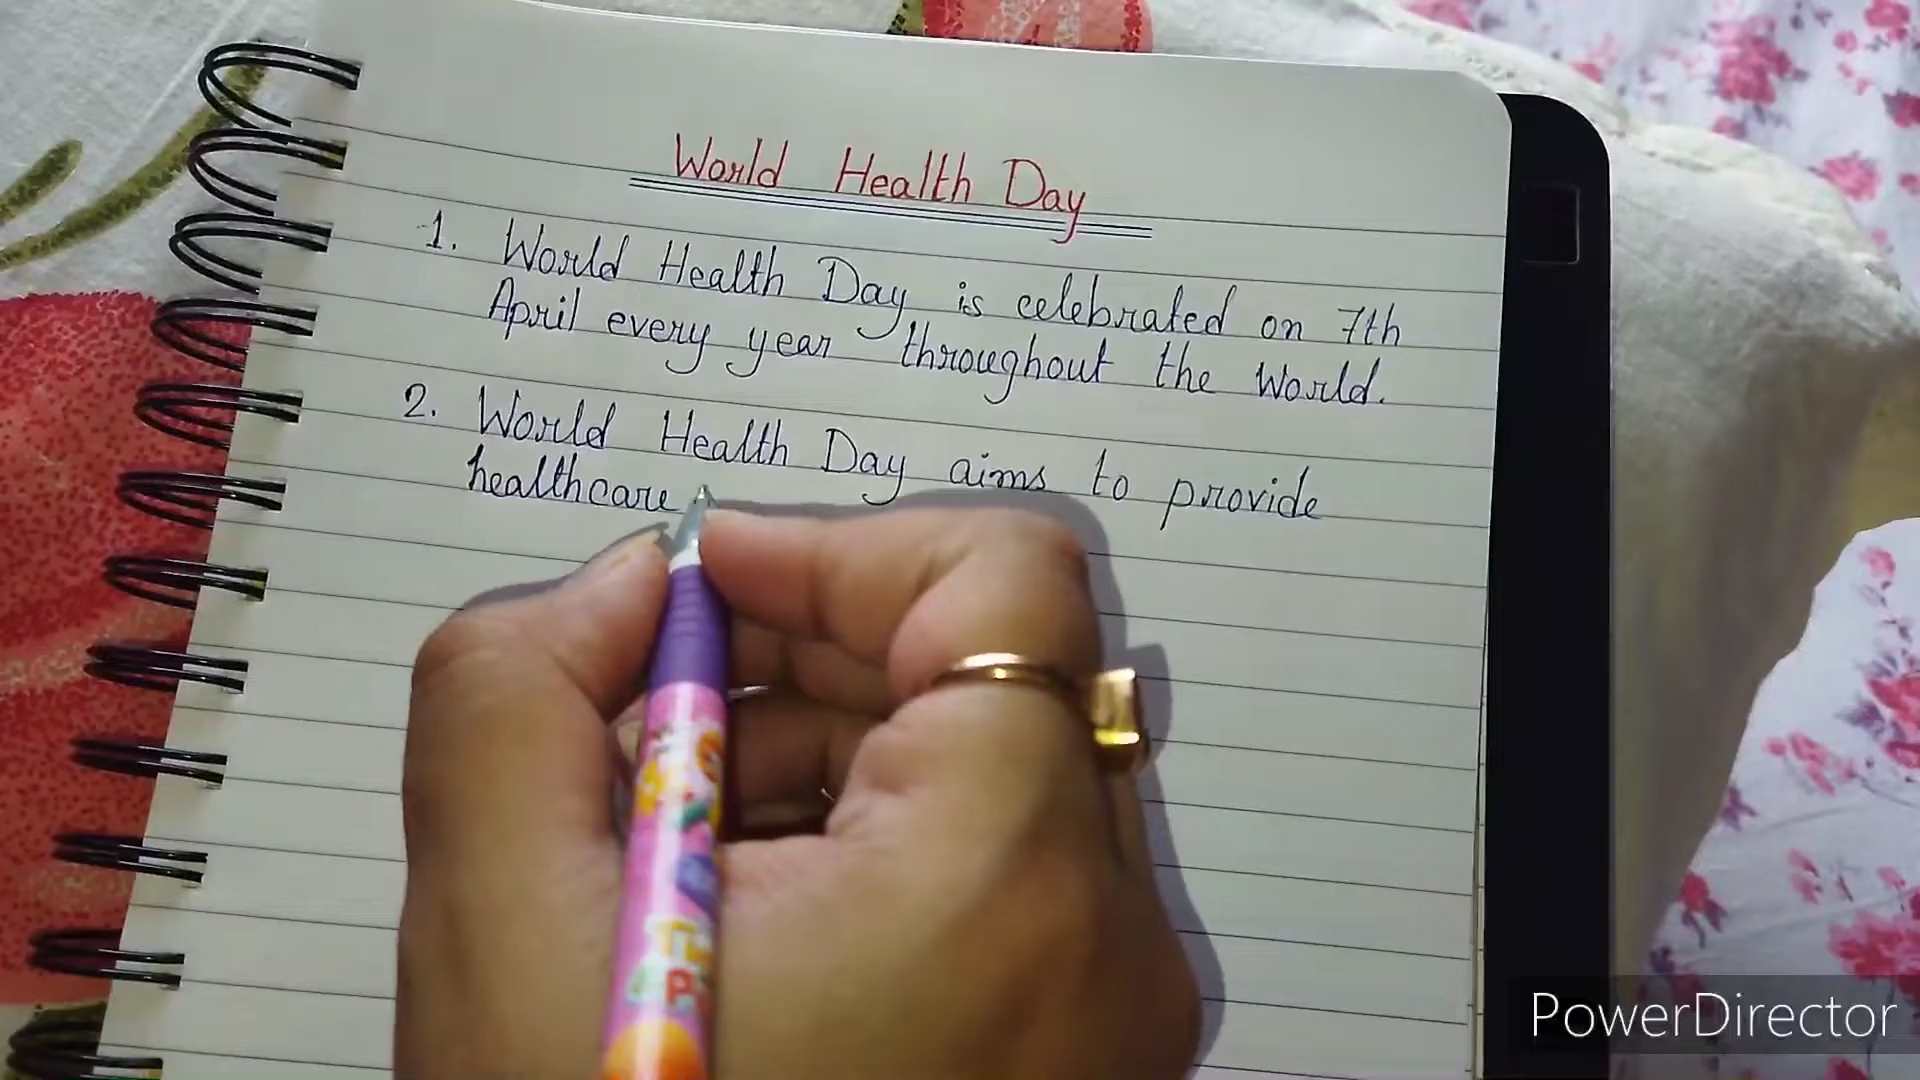 World Health Day
1. World Health Day is celebrated on 7th
April every year throughout the World.
2. World Health Day aims to provide
healthcare
PowerDirector